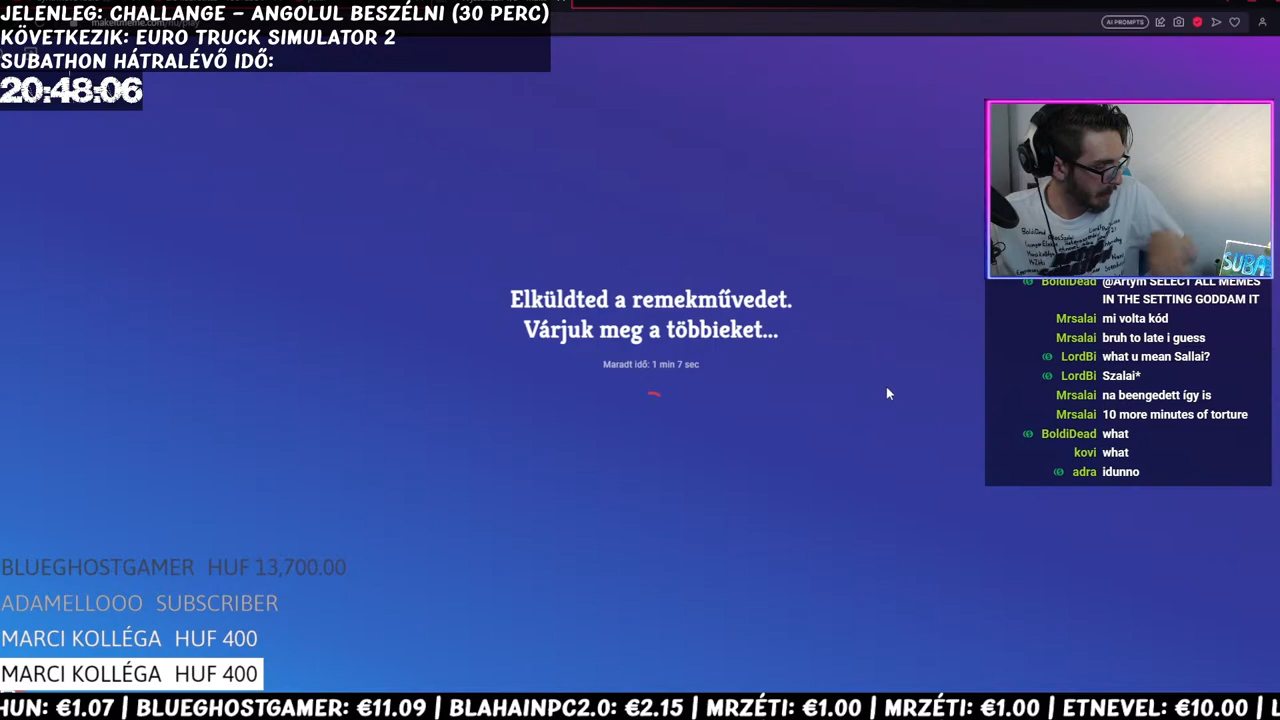 JELENLEG: CHALLANGE – ANGOLUL BESZÉLNI (30 PERC)
KÖVETKEZIK: EURO TRUCK SIMULATOR 2
SUBATHON HÁTRALÉVŐ IDŐ:
20:48:06
AI PROMPTS
Elküldted a remekművedet.
Várjuk meg a többieket...
Maradt idő: 1 min 7 sec
SUBA
BoldiDead @Artym SELECT ALL MEMES
IN THE SETTING GODDAM IT
Mrsalai mi volta kód
Mrsalai bruh to late i guess
LordBi what u mean Sallai?
LordBi Szalai*
Mrsalai na beengedett így is
Mrsalai 10 more minutes of torture
BoldiDead what
kovi what
adra idunno
BLUEGHOSTGAMER HUF 13,700.00
ADAMELLOOO SUBSCRIBER
MARCI KOLLÉGA HUF 400
MARCI KOLLÉGA HUF 400
HUN: €1.07 | BLUEGHOSTGAMER: €11.09 | BLAHAINPC2.0: €2.15 | MRZÉTI: €1.00 | MRZÉTI: €1.00 | ETNEVEL: €10.00 |